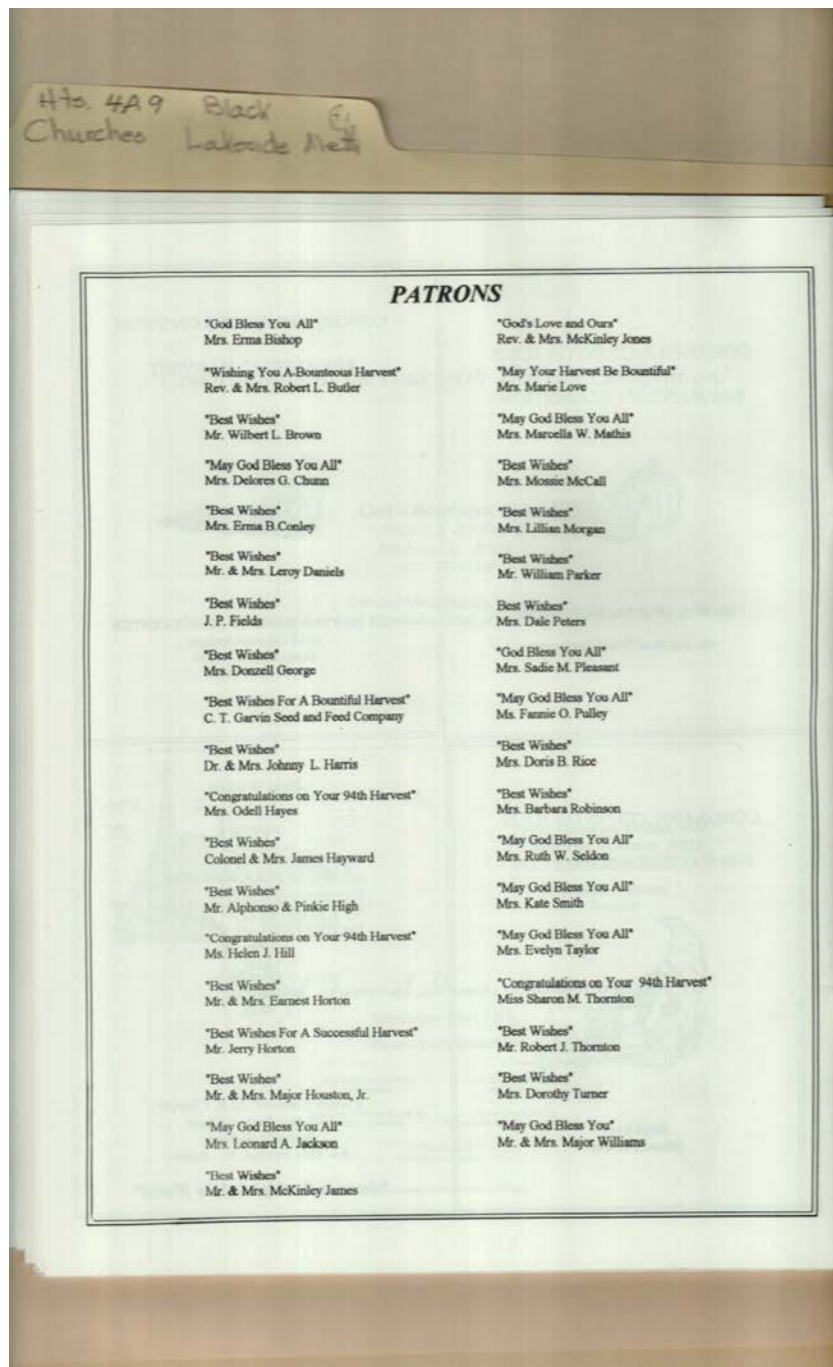 Hts. 4A9 Black
Churches Lakeside Meth
PATRONS
"God Bless You All"
Mrs. Erma Bishop
"Wishing You A-Bounteous Harvest"
Rev. & Mrs. Robert L. Butler
"Best Wishes"
Mr. Wilbert L. Brown
"May God Bless You All"
Mrs. Delores G. Chunn
"Best Wishes"
Mrs. Erma B.Conley
"Best Wishes"
Mr. & Mrs. Leroy Daniels
"Best Wishes"
J. P. Fields
"Best Wishes"
Mrs. Donzell George
"Best Wishes For A Bountiful Harvest"
C. T. Garvin Seed and Feed Company
"Best Wishes"
Dr. & Mrs. Johnny L. Harris
"Congratulations on Your 94th Harvest"
Mrs. Odell Hayes
"Best Wishes"
Colonel & Mrs. James Hayward
"Best Wishes"
Mr. Alphonso & Pinkie High
"Congratulations on Your 94th Harvest"
Ms. Helen J. Hill
"Best Wishes"
Mr. & Mrs. Earnest Horton
"Best Wishes For A Successful Harvest"
Mr. Jerry Horton
"Best Wishes"
Mr. & Mrs. Major Houston, Jr.
"May God Bless You All"
Mrs. Leonard A. Jackson
"Best Wishes"
Mr. & Mrs. McKinley James
"God's Love and Ours"
Rev. & Mrs. McKinley Jones
"May Your Harvest Be Bountiful"
Mrs. Marie Love
"May God Bless You All"
Mrs. Marcella W. Mathis
"Best Wishes"
Mrs. Mossie McCall
"Best Wishes"
Mrs. Lillian Morgan
"Best Wishes"
Mr. William Parker
Best Wishes"
Mrs. Dale Peters
"God Bless You All"
Mrs. Sadie M. Pleasant
"May God Bless You All"
Ms. Fannie O. Pulley
"Best Wishes"
Mrs. Doris B. Rice
"Best Wishes"
Mrs. Barbara Robinson
"May God Bless You All"
Mrs. Ruth W. Seldon
"May God Bless You All"
Mrs. Kate Smith
"May God Bless You All"
Mrs. Evelyn Taylor
"Congratulations on Your 94th Harvest"
Miss Sharon M. Thornton
"Best Wishes"
Mr. Robert J. Thornton
"Best Wishes"
Mrs. Dorothy Turner
"May God Bless You"
Mr. & Mrs. Major Williams